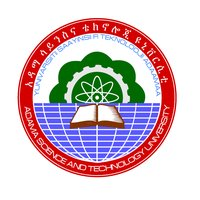 አዳማ ሳይንስና ቴክኖሎጂ ዩኒቨርሲቲ
YUNIVARSIITII SAAYINSII FI TEKNOOLOJII ADAAMAA
ADAMA SCIENCE AND TECHNOLOGY UNIVERSITY